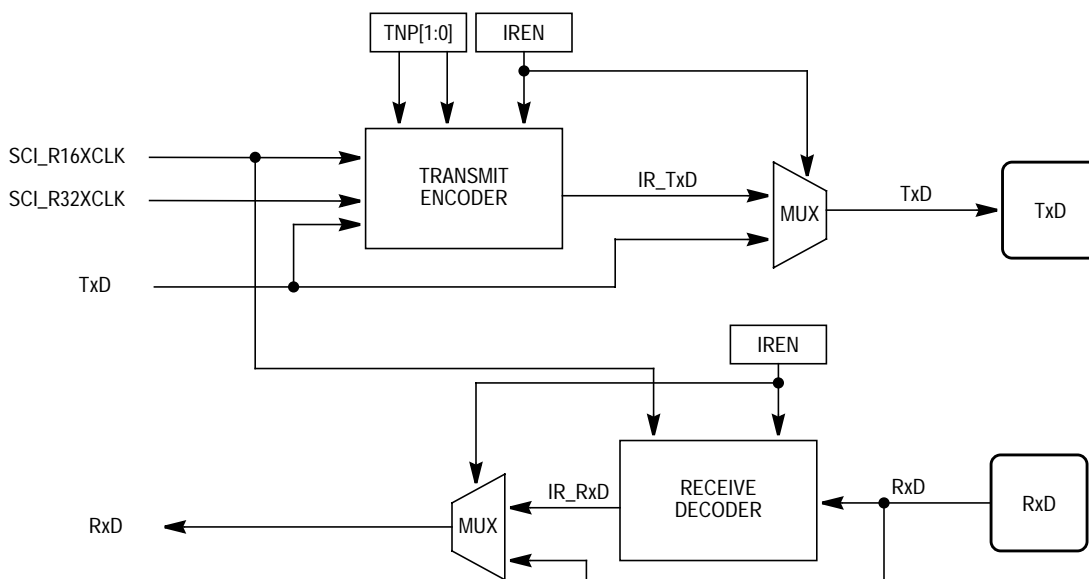 TNP[1:0]
IREN
SCI_R16XCLK
SCI_R32XCLK
TRANSMIT
ENCODER
IR_TxD
MUX
TxD
TxD
TxD
IREN
RxD
MUX
IR_RxD
RECEIVE
DECODER
RxD
RxD